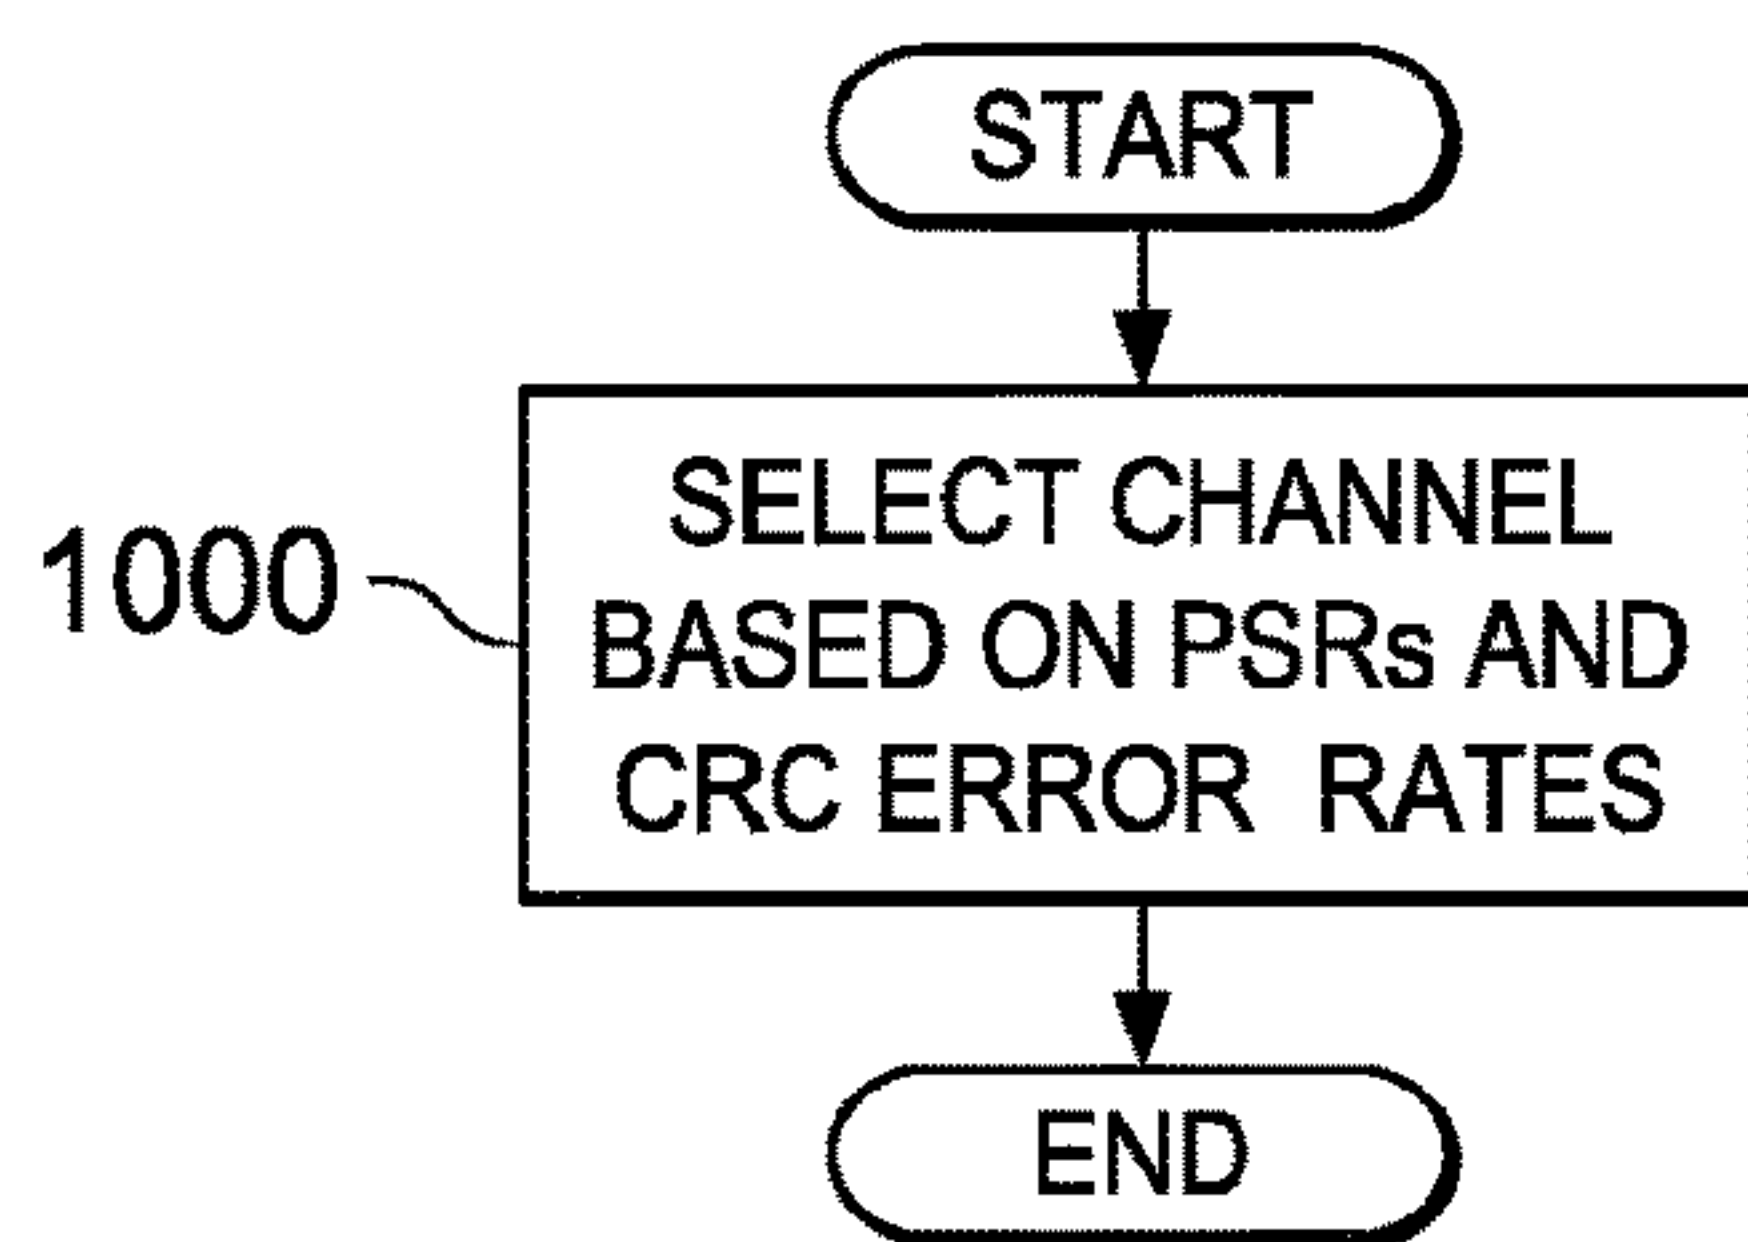 START
SELECT CHANNEL
1000
BASED ON PSRs AND
CRC ERROR RATES
END